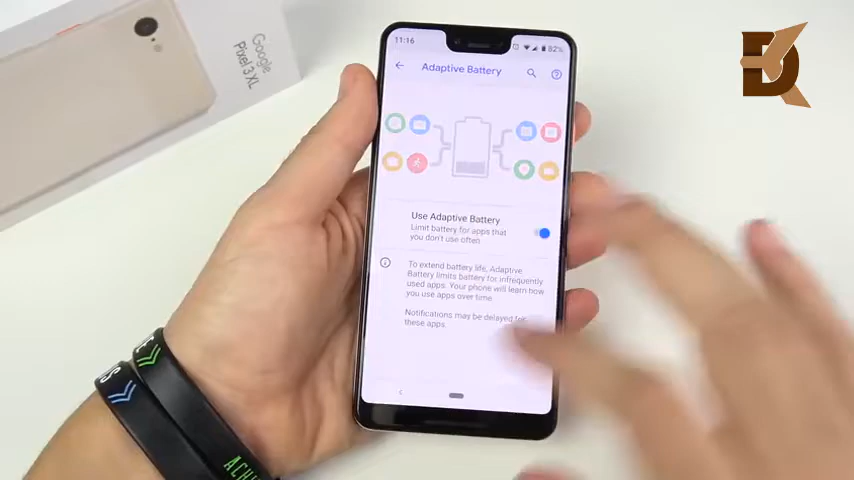 Google
Pixel 3 XL
11:16
82%
Adaptive Battery
Use Adaptive Battery
Limit battery for apps that
you don't use often
To extend battery life, Adaptive
Battery limits battery for infrequently
used apps. Your phone will learn how
you use apps over time.
Notifications may be delayed for
these apps.
D